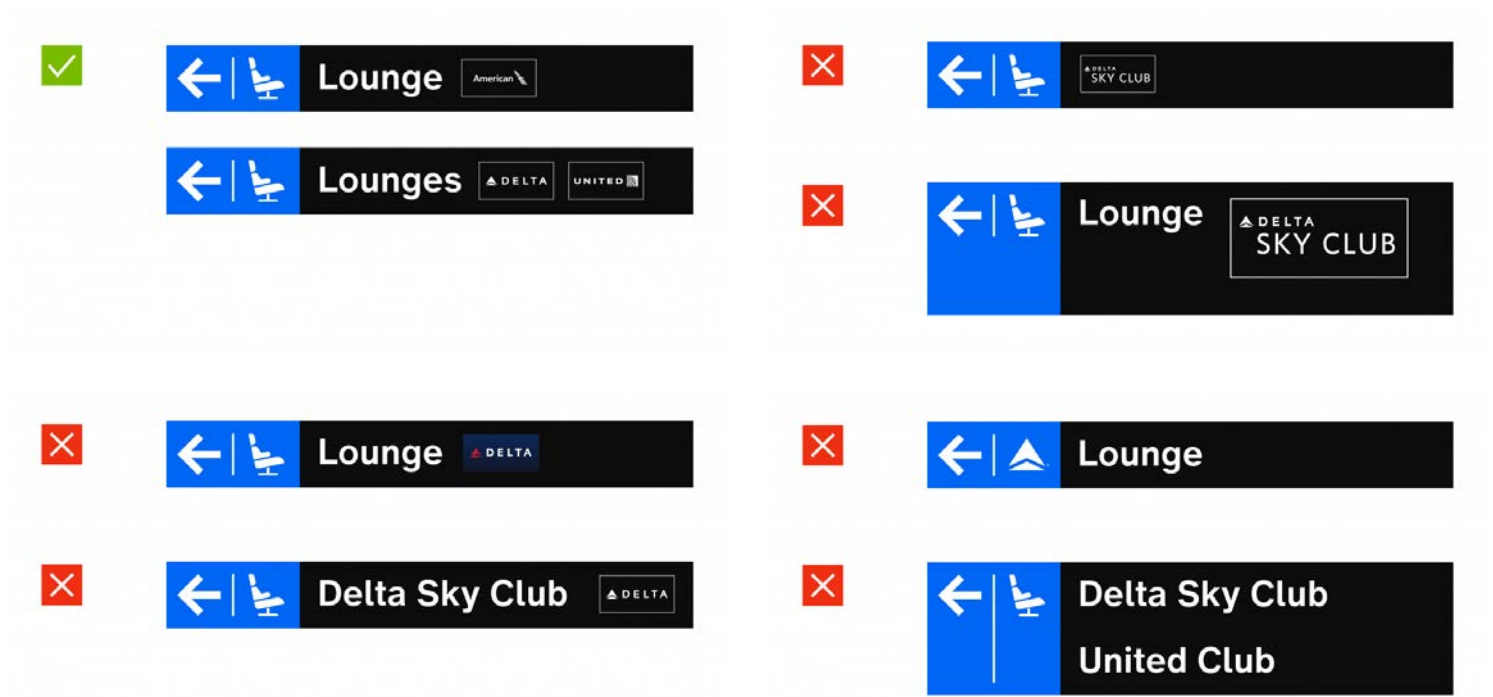 Lounge American
Lounges DELTA UNITED
DELTA
SKY CLUB
Lounge DELTA
SKY CLUB
Lounge DELTA
Delta Sky Club DELTA
Lounge
Delta Sky Club
United Club